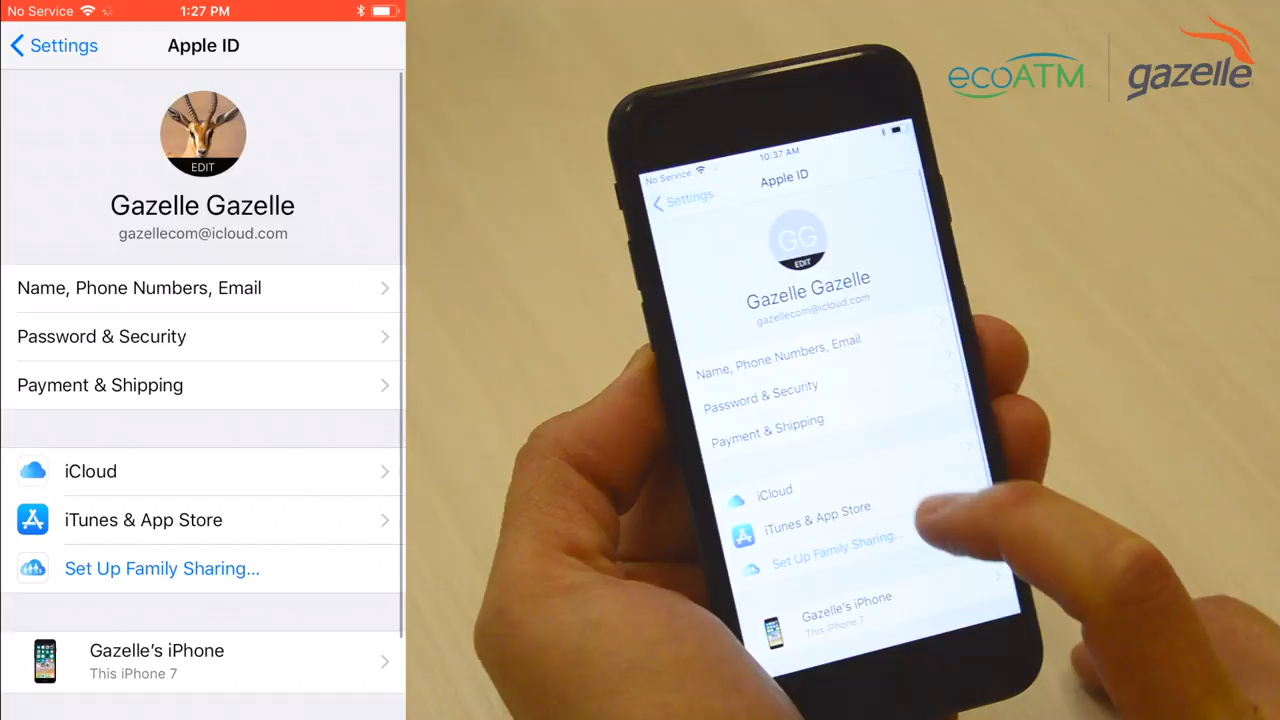 No Service
1:27 PM
Settings
Apple ID
EDIT
Gazelle Gazelle
gazellecom@icloud.com
Name, Phone Numbers, Email
Password & Security
Payment & Shipping
iCloud
iTunes & App Store
Set Up Family Sharing...
Gazelle's iPhone
This iPhone 7
ecoATM
gazelle
No Service
10:37 AM
Settings
Apple ID
GG
EDIT
Gazelle Gazelle
gazellecom@icloud.com
Name, Phone Numbers, Email
Password & Security
Payment & Shipping
iCloud
iTunes & App Store
Set Up Family Sharing...
Gazelle's iPhone
This iPhone 7